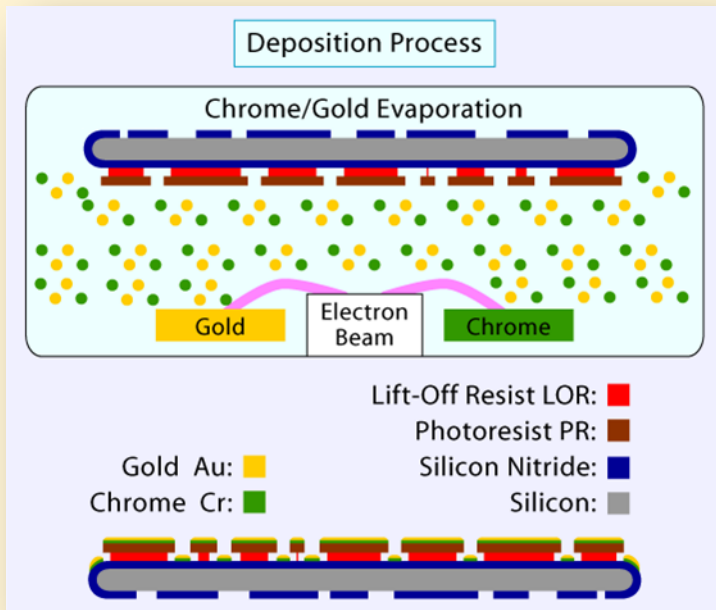 Deposition Process
Chrome/Gold Evaporation
Gold
Electron
Beam
Chrome
Lift-Off Resist LOR:
Photoresist PR:
Gold Au:
Silicon Nitride:
Chrome Cr:
Silicon: